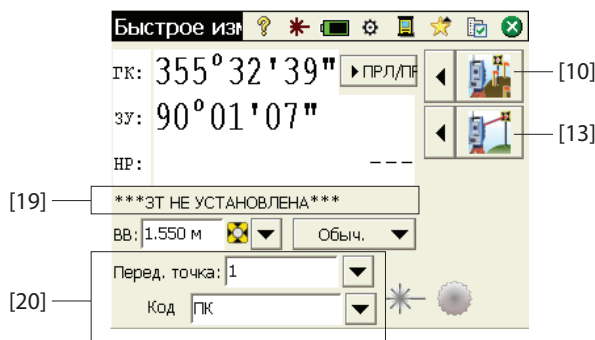 Быстрое изм
ГК: 355°32'39" ПРЛ/ПР
[10]
ЗУ: 90°01'07"
[13]
НР: ---
[19] ***ЗТ НЕ УСТАНОВЛЕНА***
ВВ: 1.550 м Обыч.
Перед. точка: 1
[20]
Код ПК